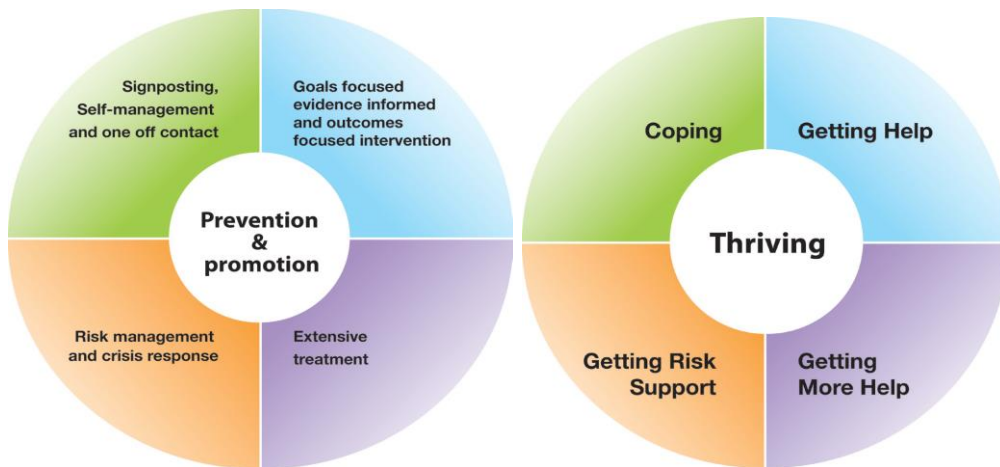 Signposting,
Self-management
and one off contact
Goals focused
evidence informed
and outcomes
focused intervention
Prevention
&
promotion
Risk management
and crisis response
Extensive
treatment
Coping
Getting Help
Thriving
Getting Risk
Support
Getting
More Help